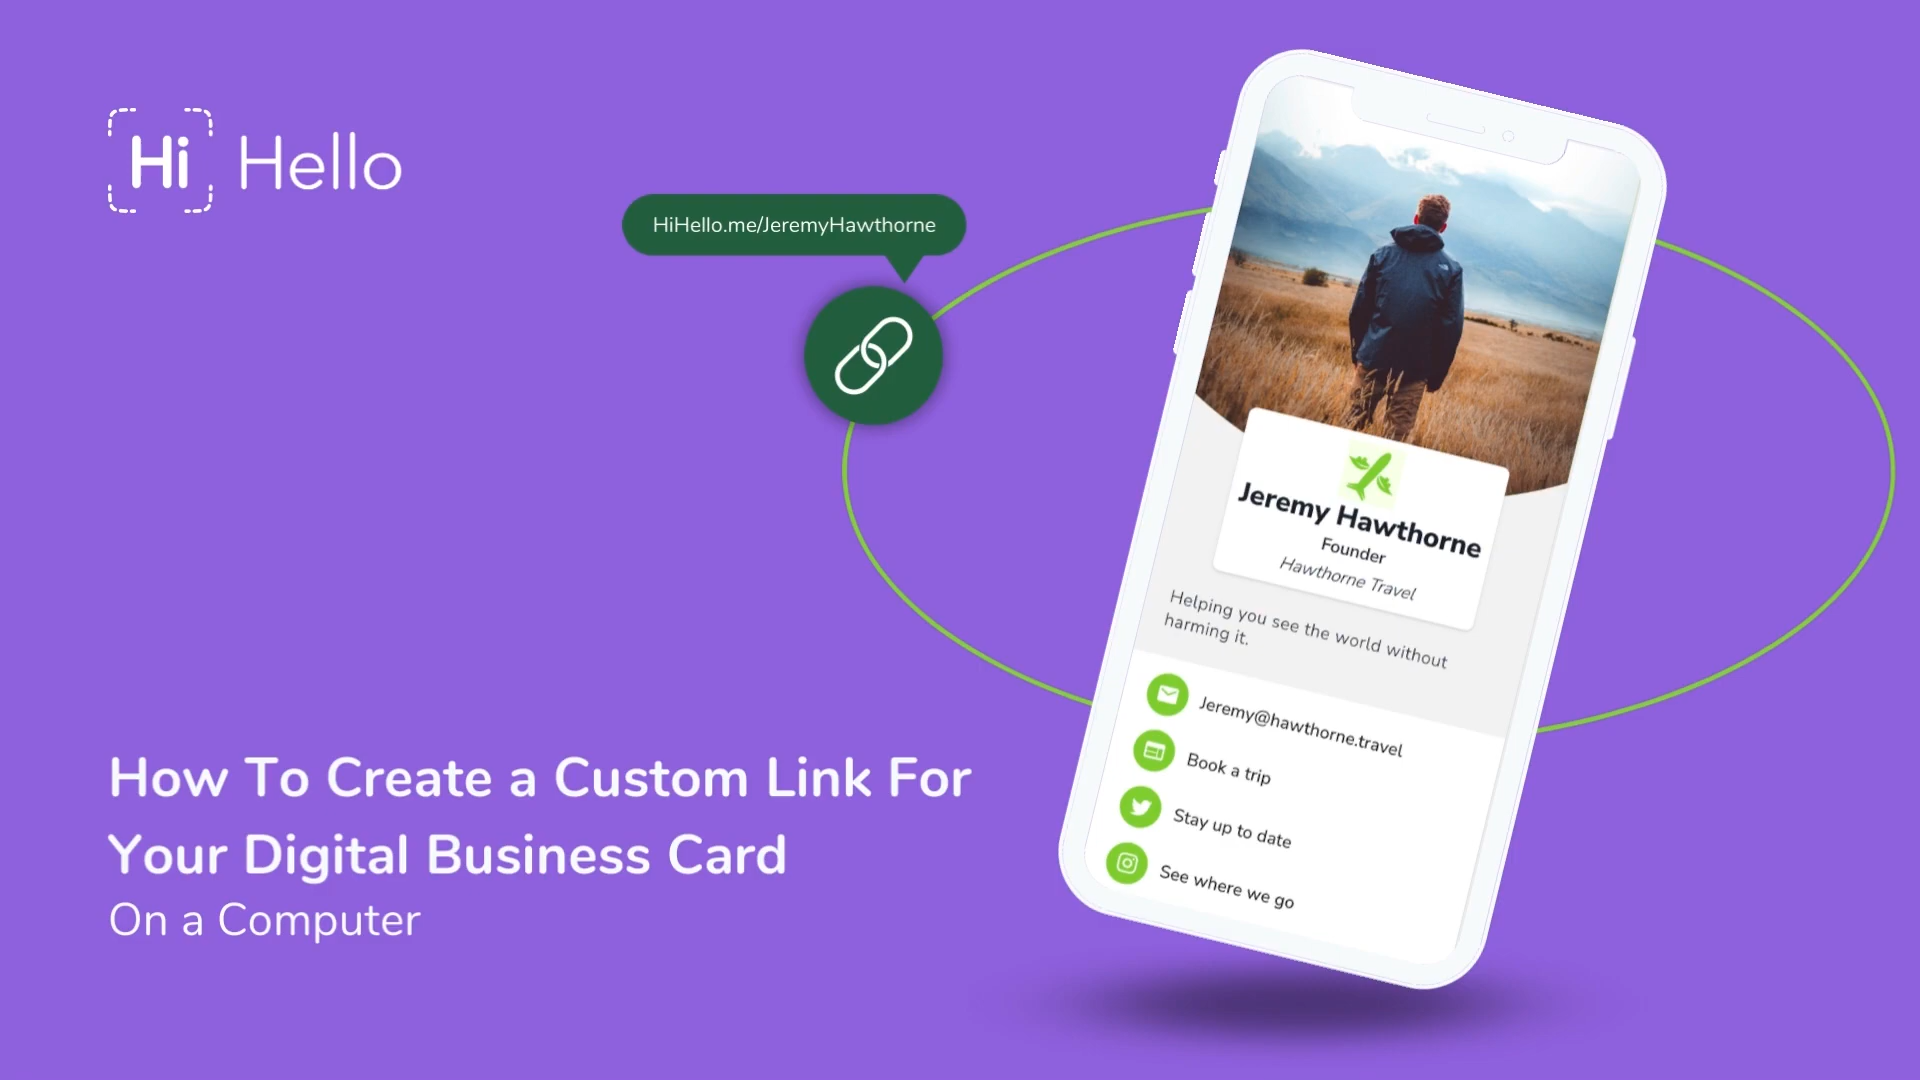 Hi Hello
HiHello.me/JeremyHawthorne
How To Create a Custom Link For
Your Digital Business Card
On a Computer
Jeremy Hawthorne
Founder
Hawthorne Travel
Helping you see the world without
harming it.
Jeremy@hawthorne.travel
Book a trip
Stay up to date
See where we go